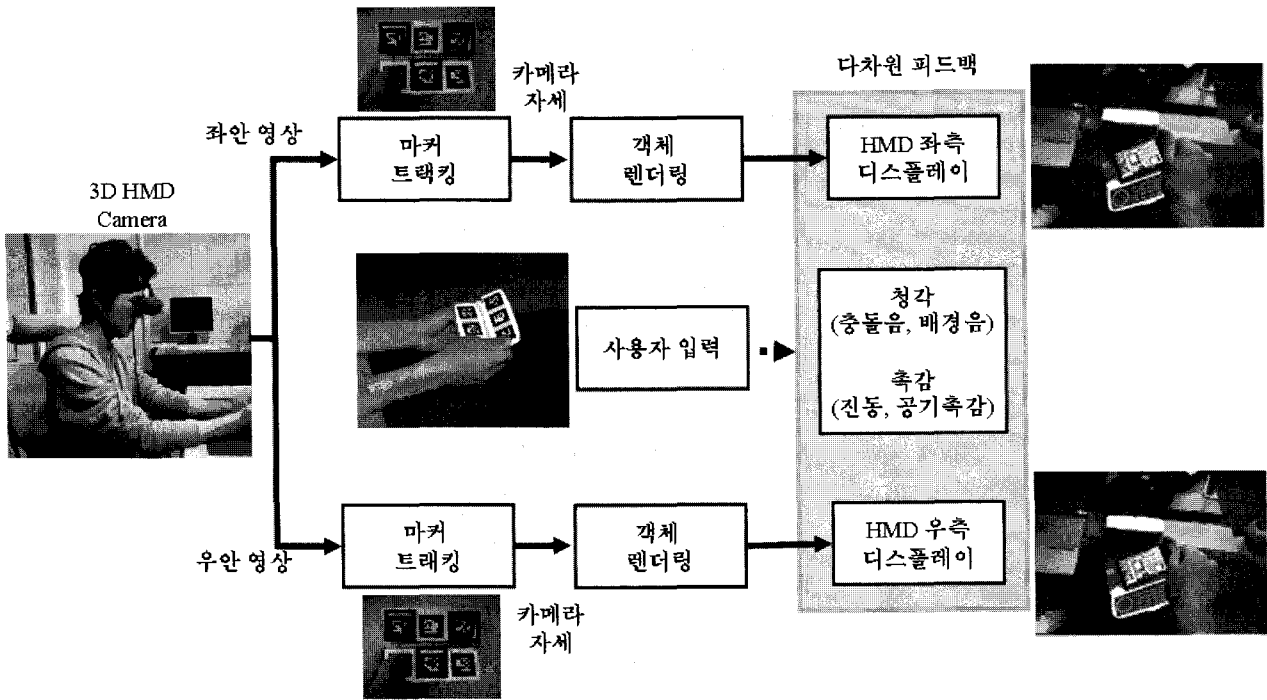 카메라
자세
다차원 피드백
좌안 영상
마커
트랙킹
객체
렌더링
HMD 좌측
디스플레이
3D HMD
Camera
청각
(충돌음, 배경음)
사용자 입력
촉감
(진동, 공기촉감)
우안 영상
마커
트래킹
객체
렌더링
HMD 우측
디스플레이
카메라
자세